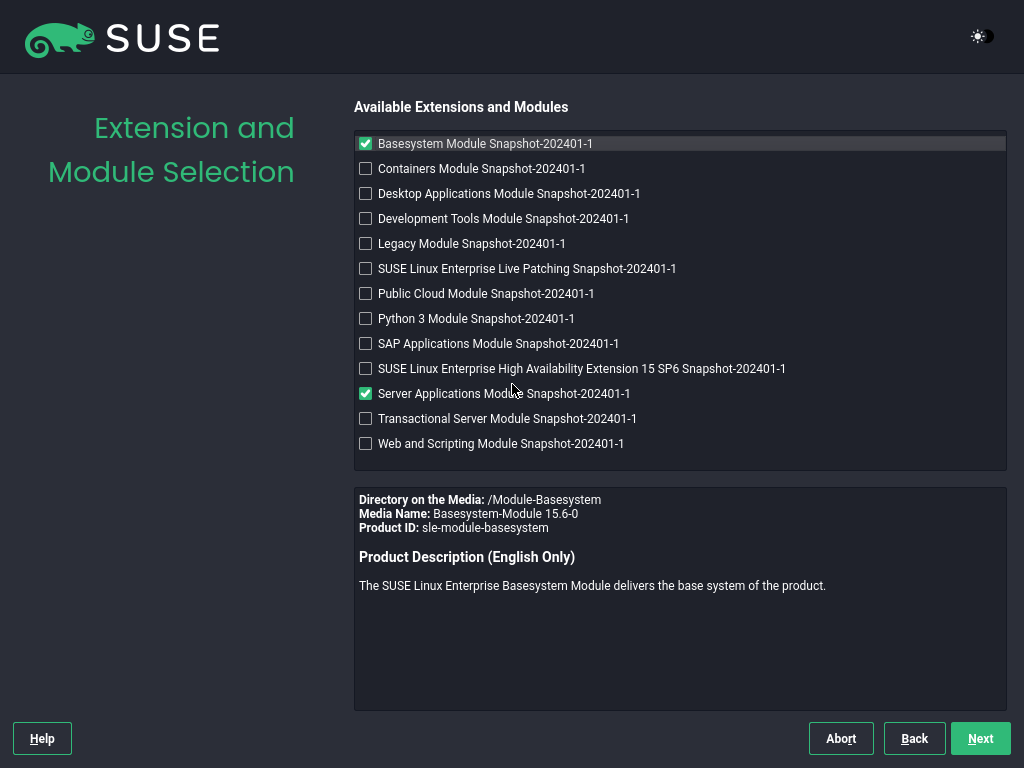 SUSE
Extension and
Module Selection
Available Extensions and Modules
Basesystem Module Snapshot-202401-1
Containers Module Snapshot-202401-1
Desktop Applications Module Snapshot-202401-1
Development Tools Module Snapshot-202401-1
Legacy Module Snapshot-202401-1
SUSE Linux Enterprise Live Patching Snapshot-202401-1
Public Cloud Module Snapshot-202401-1
Python 3 Module Snapshot-202401-1
SAP Applications Module Snapshot-202401-1
SUSE Linux Enterprise High Availability Extension 15 SP6 Snapshot-202401-1
Server Applications Module Snapshot-202401-1
Transactional Server Module Snapshot-202401-1
Web and Scripting Module Snapshot-202401-1
Directory on the Media: /Module-Basesystem
Media Name: Basesystem-Module 15.6-0
Product ID: sle-module-basesystem
Product Description (English Only)
The SUSE Linux Enterprise Basesystem Module delivers the base system of the product.
Help
Abort
Back
Next